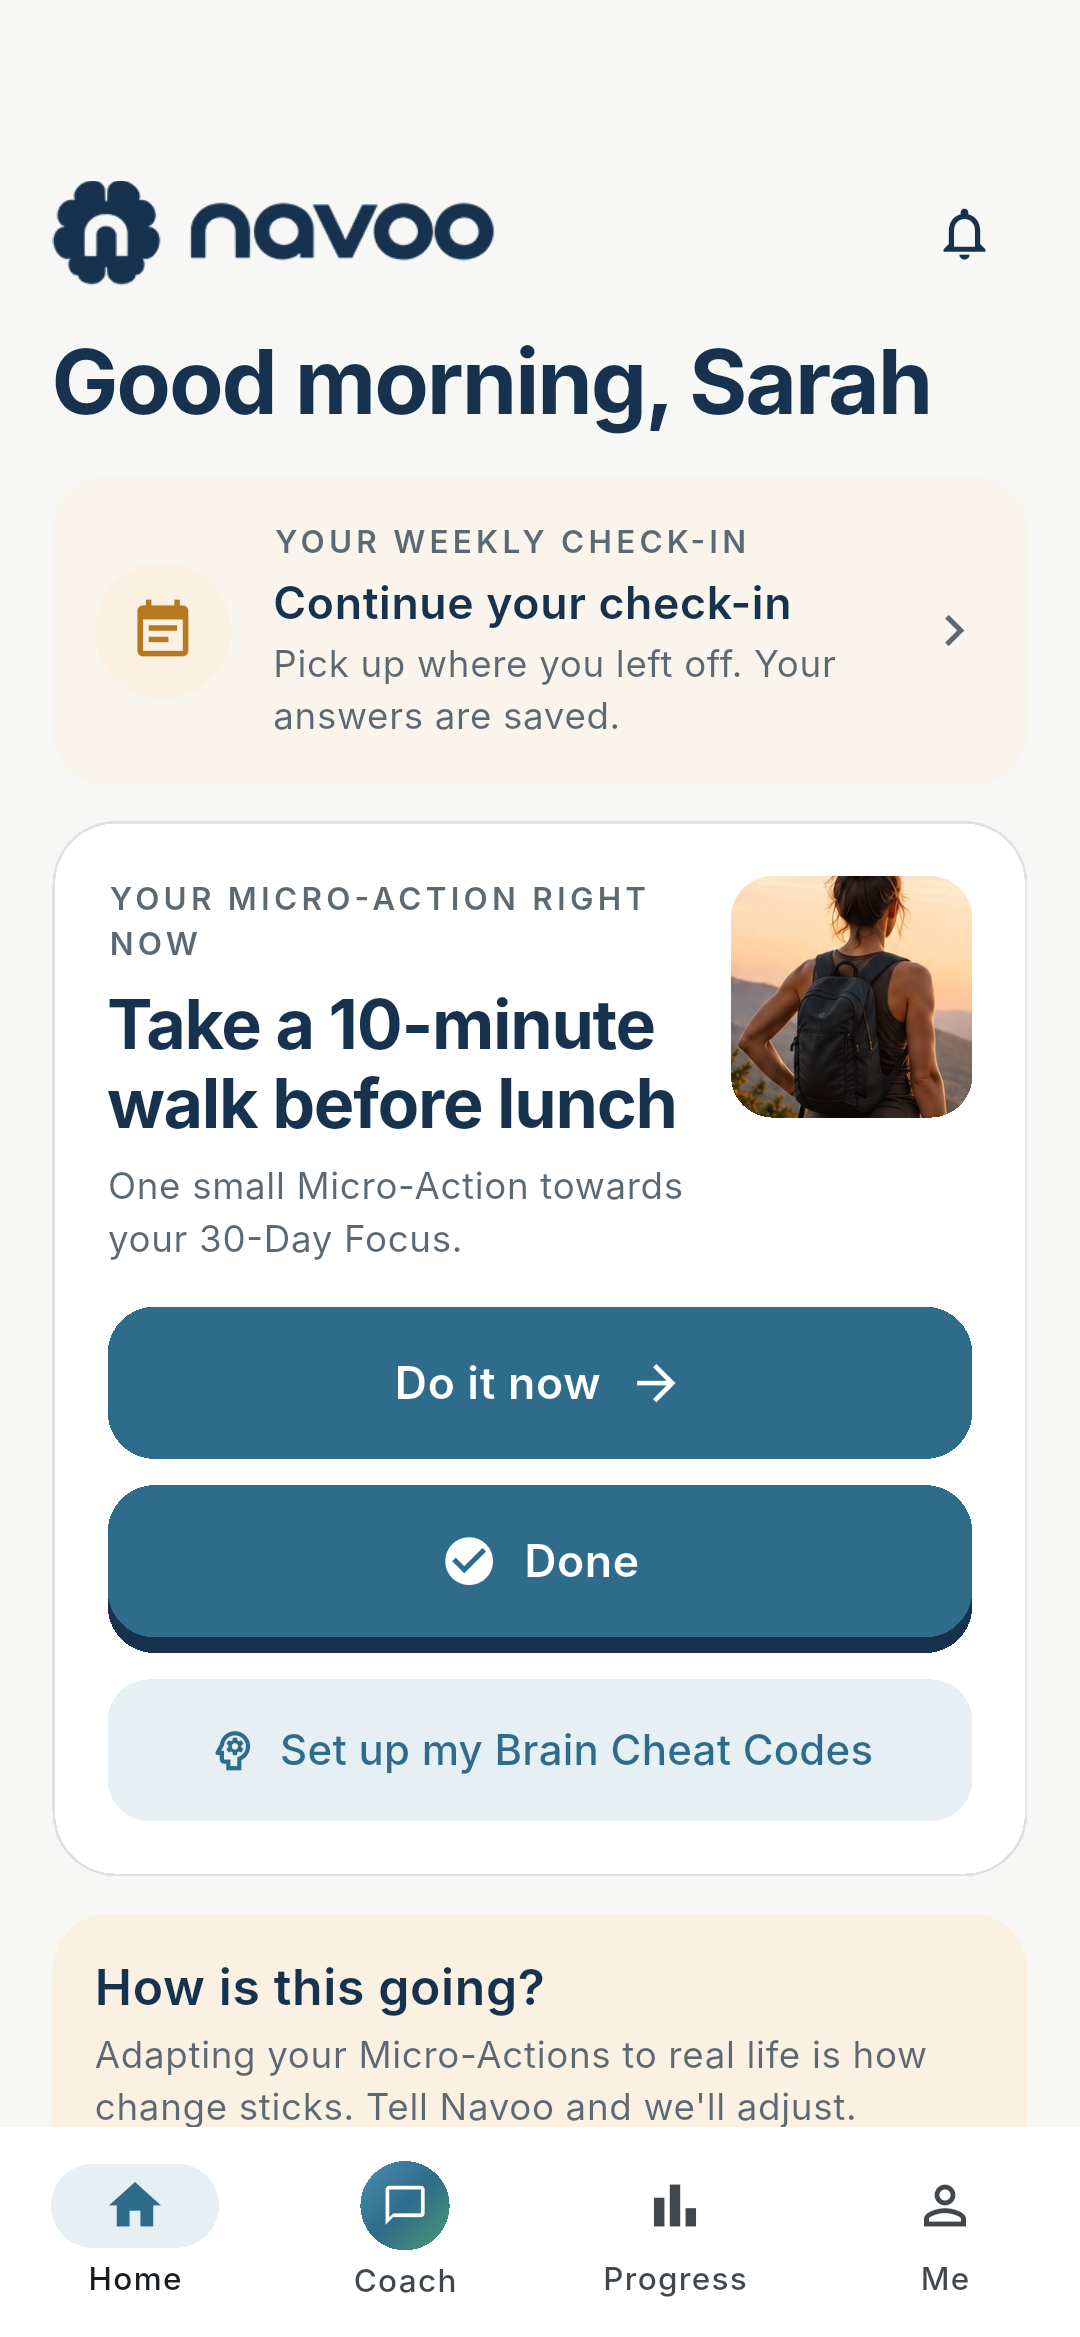 navoo
Good morning, Sarah
YOUR WEEKLY CHECK-IN
Continue your check-in
Pick up where you left off. Your
answers are saved.
YOUR MICRO-ACTION RIGHT
NOW
Take a 10-minute
walk before lunch
One small Micro-Action towards
your 30-Day Focus.
Do it now
Done
Set up my Brain Cheat Codes
How is this going?
Adapting your Micro-Actions to real life is how
change sticks. Tell Navoo and we'll adjust.
Home
Coach
Progress
Me